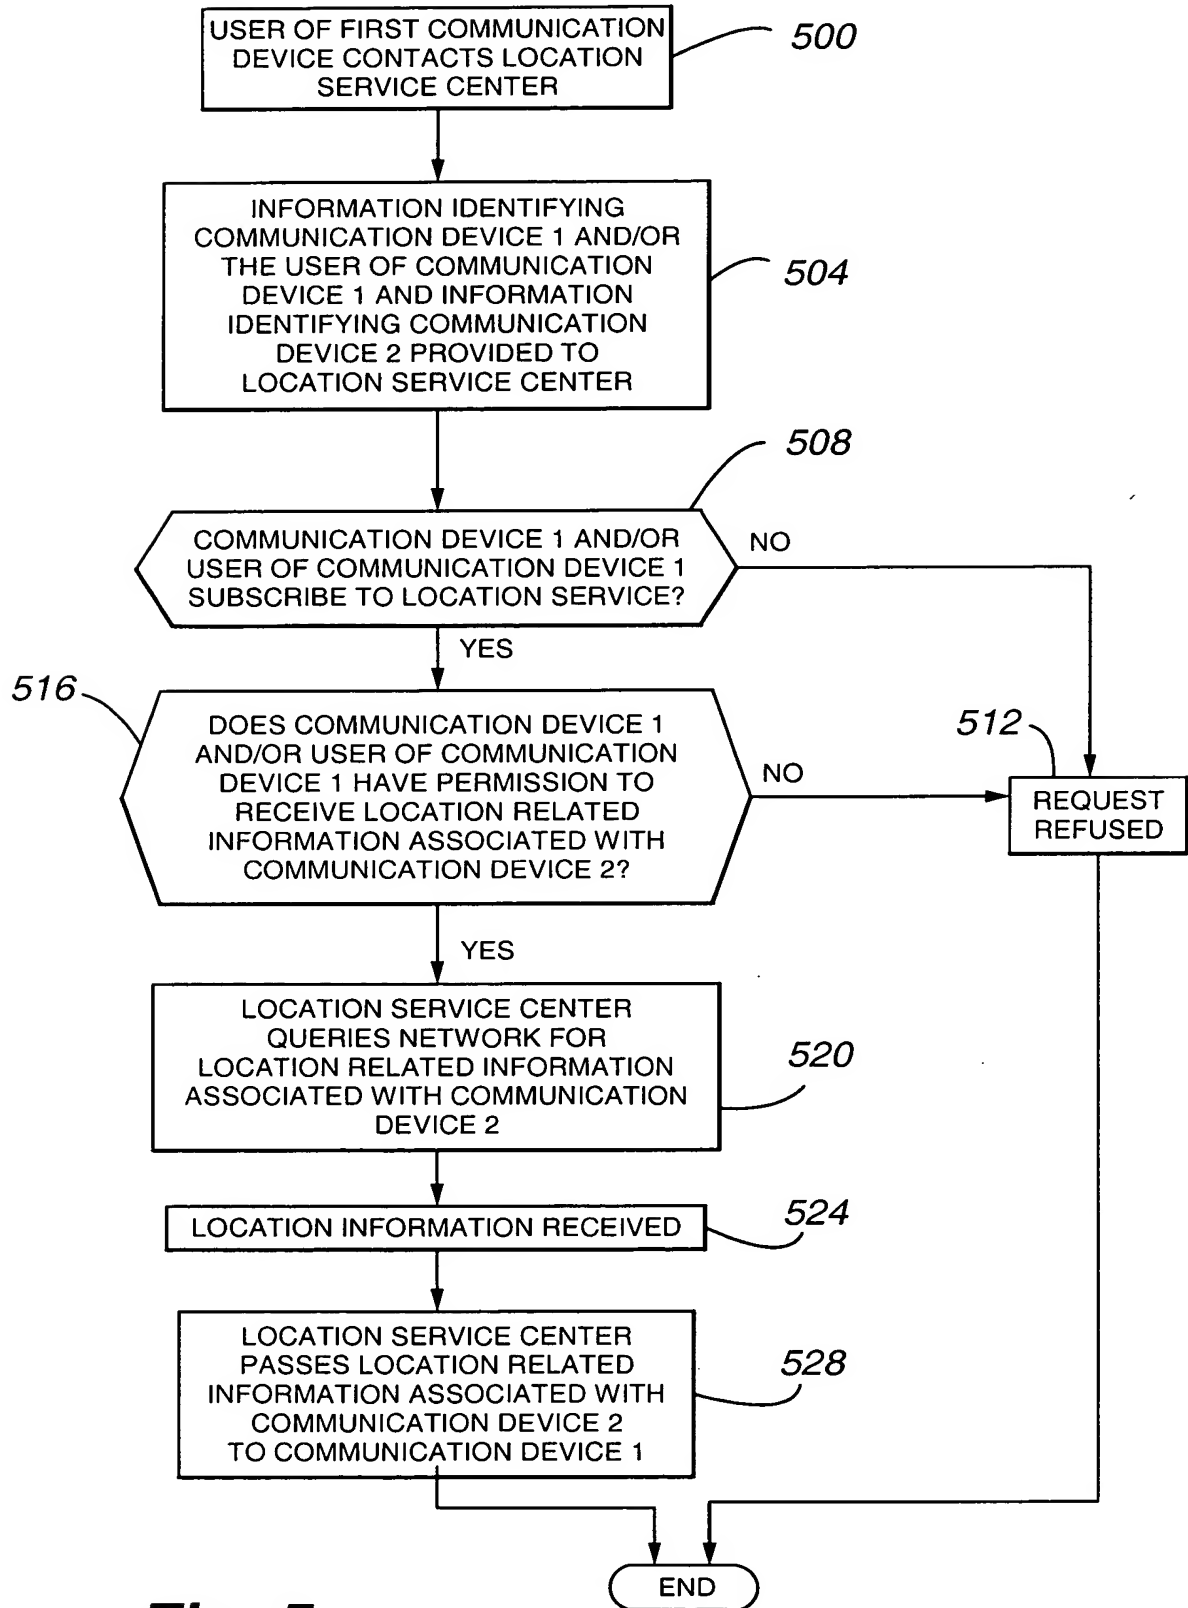 USER OF FIRST COMMUNICATION
DEVICE CONTACTS LOCATION
SERVICE CENTER
500
INFORMATION IDENTIFYING
COMMUNICATION DEVICE 1 AND/OR
THE USER OF COMMUNICATION
DEVICE 1 AND INFORMATION
IDENTIFYING COMMUNICATION
DEVICE 2 PROVIDED TO
LOCATION SERVICE CENTER
504
508
COMMUNICATION DEVICE 1 AND/OR
USER OF COMMUNICATION DEVICE 1
SUBSCRIBE TO LOCATION SERVICE?
NO
YES
516
DOES COMMUNICATION DEVICE 1
AND/OR USER OF COMMUNICATION
DEVICE 1 HAVE PERMISSION TO
RECEIVE LOCATION RELATED
INFORMATION ASSOCIATED WITH
COMMUNICATION DEVICE 2?
NO
512
REQUEST
REFUSED
YES
LOCATION SERVICE CENTER
QUERIES NETWORK FOR
LOCATION RELATED INFORMATION
ASSOCIATED WITH COMMUNICATION
DEVICE 2
520
LOCATION INFORMATION RECEIVED
524
LOCATION SERVICE CENTER
PASSES LOCATION RELATED
INFORMATION ASSOCIATED WITH
COMMUNICATION DEVICE 2
TO COMMUNICATION DEVICE 1
528
END